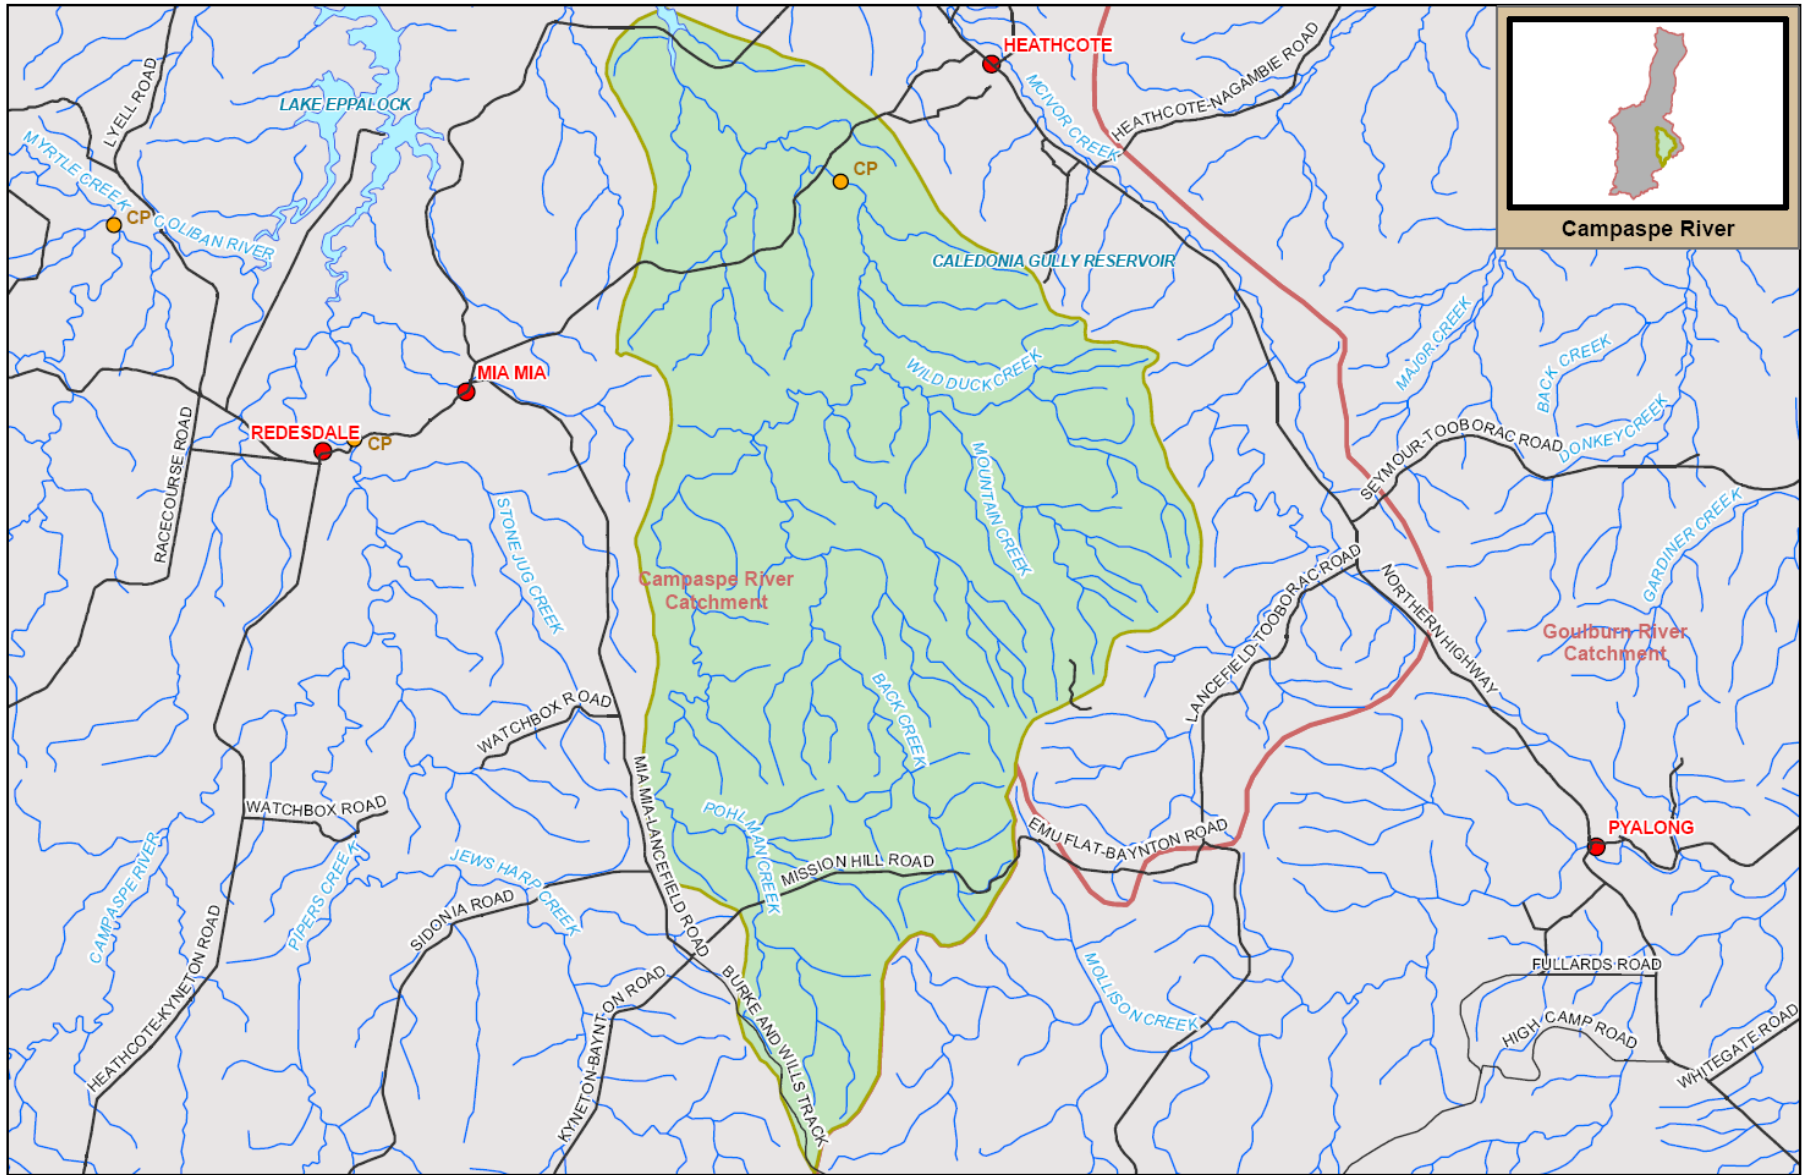 HEATHCOTE
HEATHCOTE-NAGAMBIE ROAD
MCIVOR CREEK
LYELL ROAD
LAKE EPPALOCK
MYRTLE CREEK
CP
COLIBAN RIVER
CP
CALEDONIA GULLY RESERVOIR
Campaspe River
MAJOR CREEK
BACK CREEK
DONKEY CREEK
WILD DUCK CREEK
MIA MIA
REDESDALE
CP
RACECOURSE ROAD
SEYMOUR-TOOBORAC ROAD
MOUNTAIN CREEK
STONE JUG CREEK
GARDINER CREEK
Campaspe River
Catchment
LANCEFIELD-TOOBORAC ROAD
NORTHERN HIGHWAY
Goulburn River
Catchment
BACK CREEK
WATCHBOX ROAD
MIA MIA-LANCEFIELD ROAD
WATCHBOX ROAD
POHLMAN CREEK
EMU FLAT-BAYNTON ROAD
PYALONG
MISSION HILL ROAD
CAMPASPE RIVER
PIPERS CREEK
JEWS HARP CREEK
SIDONIA ROAD
HEATHCOTE-KYNETON ROAD
KYNETON-BAYNTON ROAD
BURKE AND WILLS TRACK
MOLLISON CREEK
FULLARDS ROAD
HIGH CAMP ROAD
WHITEGATE ROAD